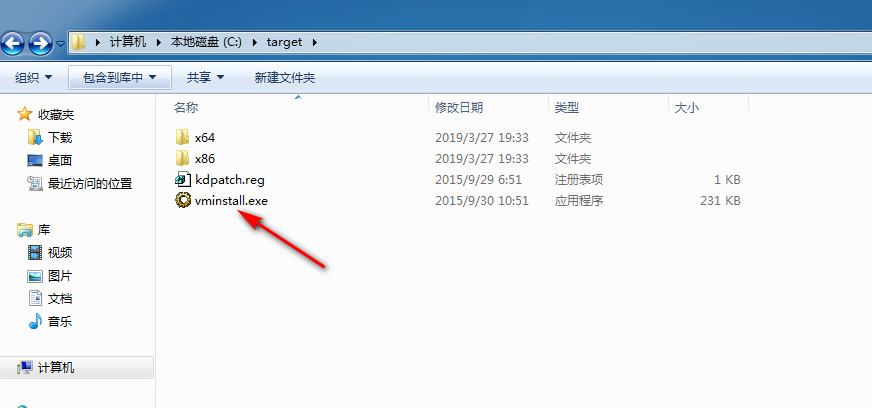 计算机 本地磁盘 (C:) target
组织 包含到库中 共享 新建文件夹
名称 修改日期 类型 大小
收藏夹
下载
桌面
最近访问的位置
库
视频
图片
文档
音乐
计算机
x64 2019/3/27 19:33 文件夹
x86 2019/3/27 19:33 文件夹
kdpatch.reg 2015/9/29 6:51 注册表项 1 KB
vminstall.exe 2015/9/30 10:51 应用程序 231 KB